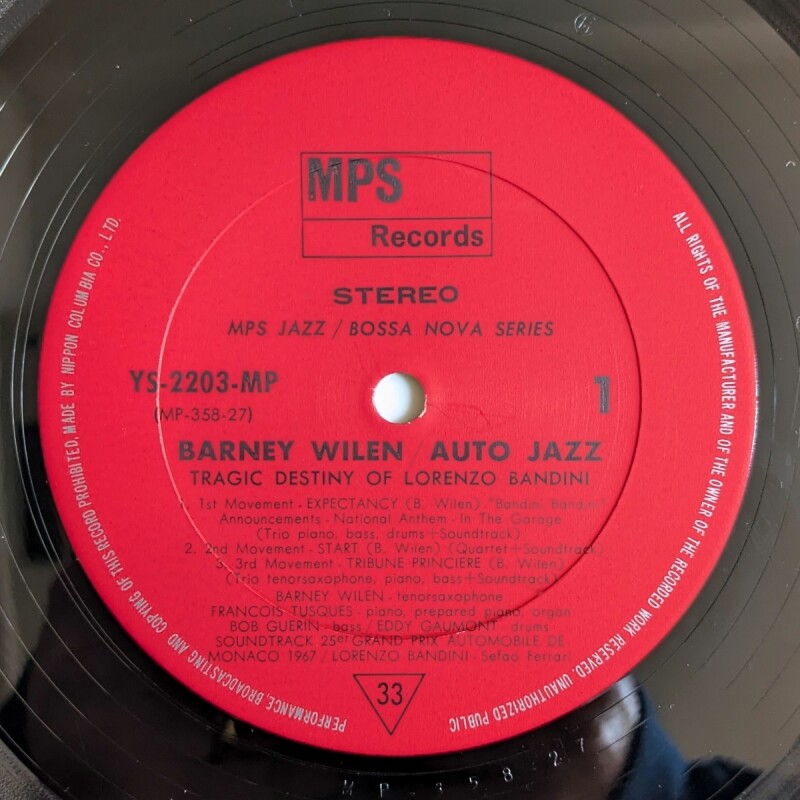 MPS
Records
STEREO
MPS JAZZ / BOSSA NOVA SERIES
YS-2203-MP
(MP-358-27)
1
BARNEY WILEN / AUTO JAZZ
TRAGIC DESTINY OF LORENZO BANDINI
1. 1st Movement - EXPECTANCY (B. Wilen) - "Bandini Bandini"
Announcements - National Anthem - In The Garage
(Trio piano, bass, drums+Soundtrack)
2. 2nd Movement - START (B. Wilen) (Quartet+Soundtrack)
3. 3rd Movement - TRIBUNE PRINCIERE (B. Wilen)
(Trio tenorsaxophone, piano, bass+Soundtrack)
BARNEY WILEN - tenorsaxophone
FRANCOIS TUSQUES - piano, prepared piano, organ
BOB GUERIN - bass / EDDY GAUMONT - drums
SOUNDTRACK 25er GRAND PRIX AUTOMOBILE DE
MONACO 1967 / LORENZO BANDINI - Sefao Ferrari
33
ALL RIGHTS OF THE MANUFACTURER AND OF THE OWNER OF THE RECORDED WORK RESERVED. UNAUTHORIZED PUBLIC
PERFORMANCE, BROADCASTING AND COPYING OF THIS RECORD PROHIBITED, MADE BY NIPPON COLUMBIA CO., LTD.